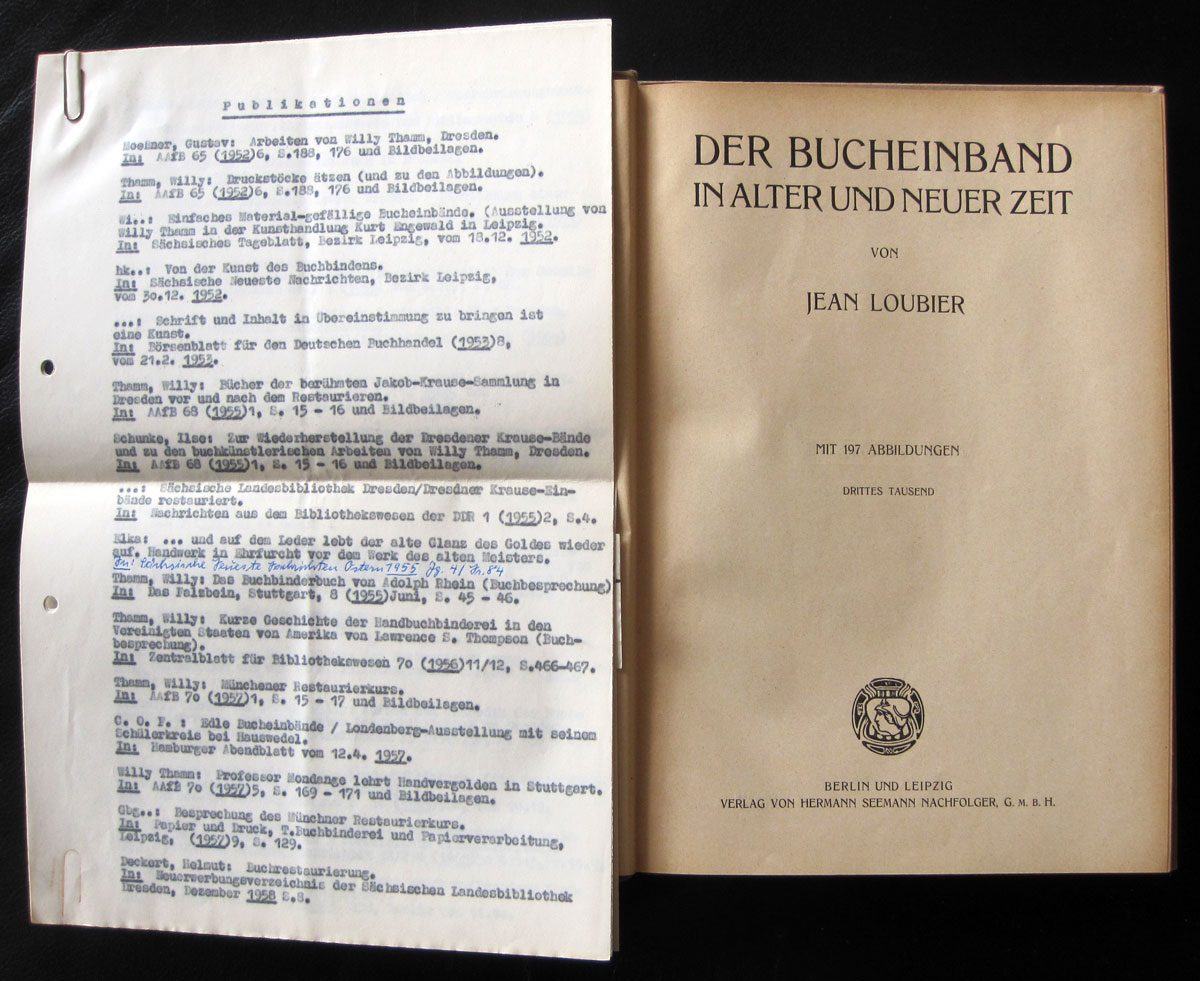 Publikationen
Moeßner, Gustav: Arbeiten von Willy Thamm, Dresden.
In: AAfB 65 (1952)6, S.188, 176 und Bildbeilagen.
Thamm, Willy: Druckstöcke ätzen (und zu den Abbildungen).
In: AAfB 65 (1952)6, S.188, 176 und Bildbeilagen.
Wi..: Einfaches Material-gefällige Bucheinbände. (Ausstellung von
Willy Thamm in der Kunsthandlung Kurt Engewald in Leipzig.
In: Sächsisches Tageblatt, Bezirk Leipzig, vom 18.12. 1952.
hk..: Von der Kunst des Buchbindens.
In: Sächsische Neueste Nachrichten, Bezirk Leipzig,
vom 30.12. 1952.
...: Schrift und Inhalt in Übereinstimmung zu bringen ist
eine Kunst.
In: Börsenblatt für den Deutschen Buchhandel (1953)8,
vom 21.2. 1953.
Thamm, Willy: Bücher der berühmten Jakob-Krause-Sammlung in
Dresden vor und nach dem Restaurieren.
In: AAfB 68 (1955)1, S. 15 - 16 und Bildbeilagen.
Schunke, Ilse: Zur Wiederherstellung der Dresdener Krause-Bände
und zu den buchkünstlerischen Arbeiten von Willy Thamm, Dresden.
In: AAfB 68 (1955)1, S. 15 - 16 und Bildbeilagen.
...: Sächsische Landesbibliothek Dresden/Dresdner Krause-Ein-
bände restauriert.
In: Nachrichten aus dem Bibliothekswesen der DDR 1 (1955)2, S.4.
Elka: ... und auf dem Leder lebt der alte Glanz des Goldes wieder
auf. Handwerk in Ehrfurcht vor dem Werk des alten Meisters.
In: Sächsische Neueste Nachrichten Ostern 1955 Jg. 4/ Nr. 84
Thamm, Willy: Das Buchbinderbuch von Adolph Rhein (Buchbesprechung)
In: Das Falzbein, Stuttgart, 8 (1955)Juni, S. 45 - 46.
Thamm, Willy: Kurze Geschichte der Handbuchbinderei in den
Vereinigten Staaten von Amerika von Lawrence S. Thompson (Buch-
besprechung).
In: Zentralblatt für Bibliothekswesen 70 (1956)11/12, S.466-467.
Thamm, Willy: Münchener Restaurierkurs.
In: AAfB 70 (1957)1, S. 15 - 17 und Bildbeilagen.
C. O. F. : Edle Bucheinbände / Londenberg-Ausstellung mit seinem
Schülerkreis bei Hauswedel.
In: Hamburger Abendblatt vom 12.4. 1957.
Willy Thamm: Professor Mondange lehrt Handvergolden in Stuttgart.
In: AAfB 70 (1957)5, S. 169 - 171 und Bildbeilagen.
Gbg..: Besprechung des Münchner Restaurierkurs.
In: Papier und Druck, T.Buchbinderei und Papierverarbeitung,
Leipzig, (1957)9, S. 129.
Deckert, Helmut: Buchrestaurierung.
In: Neuerwerbungsverzeichnis der Sächsischen Landesbibliothek
Dresden, Dezember 1958 S.8.
DER BUCHEINBAND
IN ALTER UND NEUER ZEIT
VON
JEAN LOUBIER
MIT 197 ABBILDUNGEN
DRITTES TAUSEND
BERLIN UND LEIPZIG
VERLAG VON HERMANN SEEMANN NACHFOLGER, G. M. B. H.